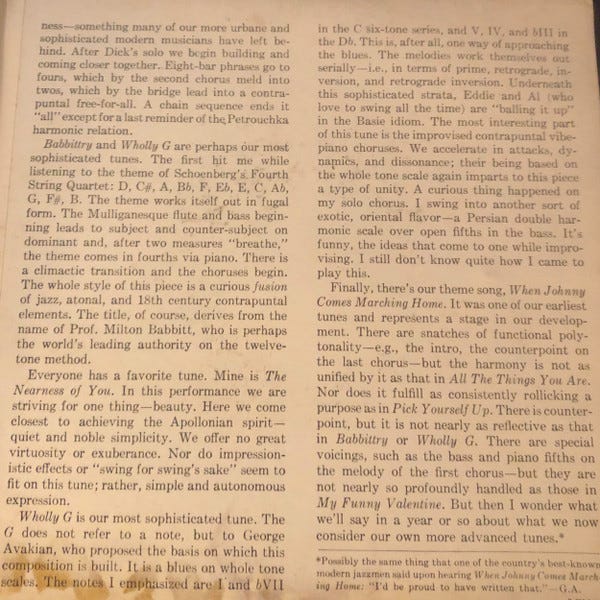 ness—something many of our more urbane and
sophisticated modern musicians have left be-
hind. After Dick's solo we begin building and
coming closer together. Eight-bar phrases go to
fours, which by the second chorus meld into
twos, which by the bridge lead into a contra-
puntal free-for-all. A chain sequence ends it
"all" except for a last reminder of the Petrouchka
harmonic relation.
Babbittry and Wholly G are perhaps our most
sophisticated tunes. The first hit me while
listening to the theme of Schoenberg's Fourth
String Quartet: D, C#, A, Bb, F, Eb, E, C, Ab,
G, F#, B. The theme works itself out in fugal
form. The Mulliganesque flute and bass begin-
ning leads to subject and counter-subject on
dominant and, after two measures "breathe,"
the theme comes in fourths via piano. There is
a climactic transition and the choruses begin.
The whole style of this piece is a curious fusion
of jazz, atonal, and 18th century contrapuntal
elements. The title, of course, derives from the
name of Prof. Milton Babbitt, who is perhaps
the world's leading authority on the twelve-
tone method.
Everyone has a favorite tune. Mine is The
Nearness of You. In this performance we are
striving for one thing—beauty. Here we come
closest to achieving the Apollonian spirit—
quiet and noble simplicity. We offer no great
virtuosity or exuberance. Nor do impression-
istic effects or "swing for swing's sake" seem to
fit on this tune; rather, simple and autonomous
expression.
Wholly G is our most sophisticated tune. The
G does not refer to a note, but to George
Avakian, who proposed the basis on which this
composition is built. It is a blues on whole tone
scales. The notes I emphasized are I and bVII
in the C six-tone series, and V, IV, and bIII in
the Db. This is, after all, one way of approaching
the blues. The melodies work themselves out
serially—i.e., in terms of prime, retrograde, in-
version, and retrograde inversion. Underneath
this sophisticated strata, Eddie and Al (who
love to swing all the time) are "balling it up"
in the Basie idiom. The most interesting part
of this tune is the improvised contrapuntal vibe-
piano choruses. We accelerate in attacks, dy-
namics, and dissonance; their being based on
the whole tone scale again imparts to this piece
a type of unity. A curious thing happened on
my solo chorus. I swing into another sort of
exotic, oriental flavor—a Persian double har-
monic scale over open fifths in the bass. It's
funny, the ideas that come to one while impro-
vising. I still don't know quite how I came to
play this.
Finally, there's our theme song, When Johnny
Comes Marching Home. It was one of our earliest
tunes and represents a stage in our develop-
ment. There are snatches of functional poly-
tonality—e.g., the intro, the counterpoint on
the last chorus—but the harmony is not as
unified by it as that in All The Things You Are.
Nor does it fulfill as consistently rollicking a
purpose as in Pick Yourself Up. There is counter-
point, but it is not nearly as reflective as that
in Babbittry or Wholly G. There are special
voicings, such as the bass and piano fifths on
the melody of the first chorus—but they are
not nearly so profoundly handled as those in
My Funny Valentine. But then I wonder what
we'll say in a year or so about what we now
consider our own more advanced tunes.*
*Possibly the same thing that one of the country's best-known
modern jazzmen said upon hearing When Johnny Comes March-
ing Home: "I'd be proud to have written that."—G.A.